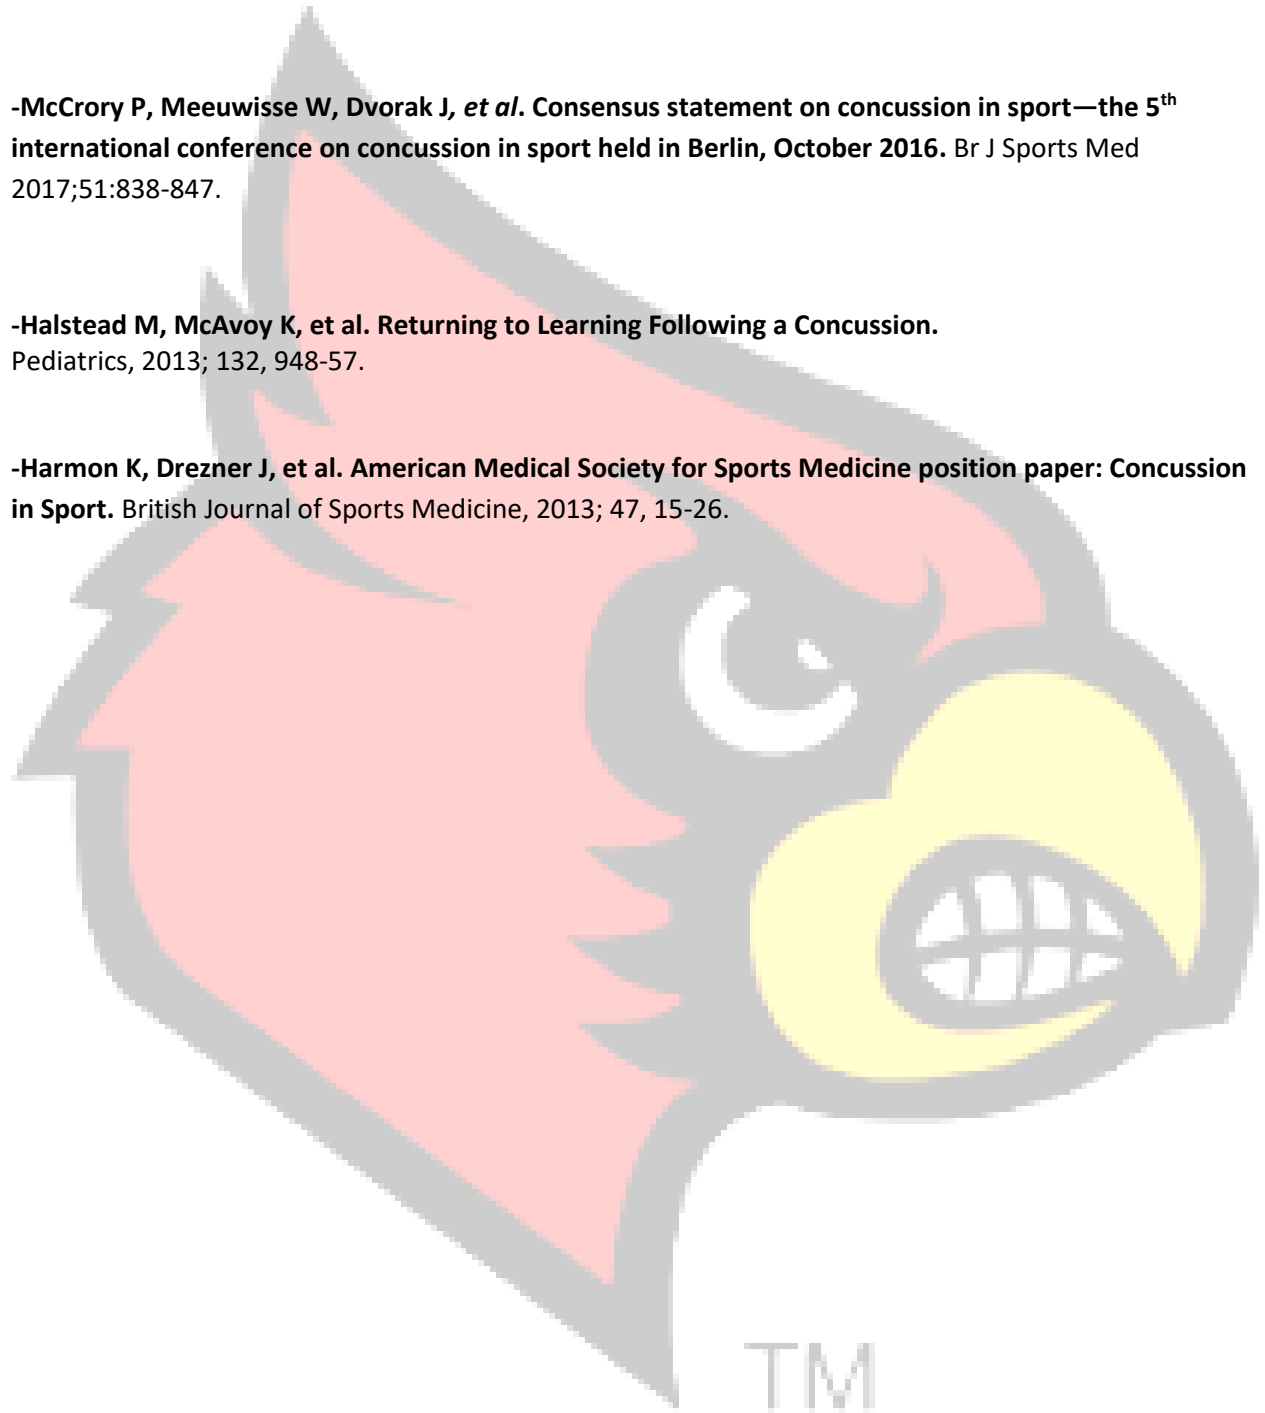 -McCrory P, Meeuwisse W, Dvorak J, et al. Consensus statement on concussion in sport—the 5th
international conference on concussion in sport held in Berlin, October 2016. Br J Sports Med
2017;51:838-847.
-Halstead M, McAvoy K, et al. Returning to Learning Following a Concussion.
Pediatrics, 2013; 132, 948-57.
-Harmon K, Drezner J, et al. American Medical Society for Sports Medicine position paper: Concussion
in Sport. British Journal of Sports Medicine, 2013; 47, 15-26.
TM